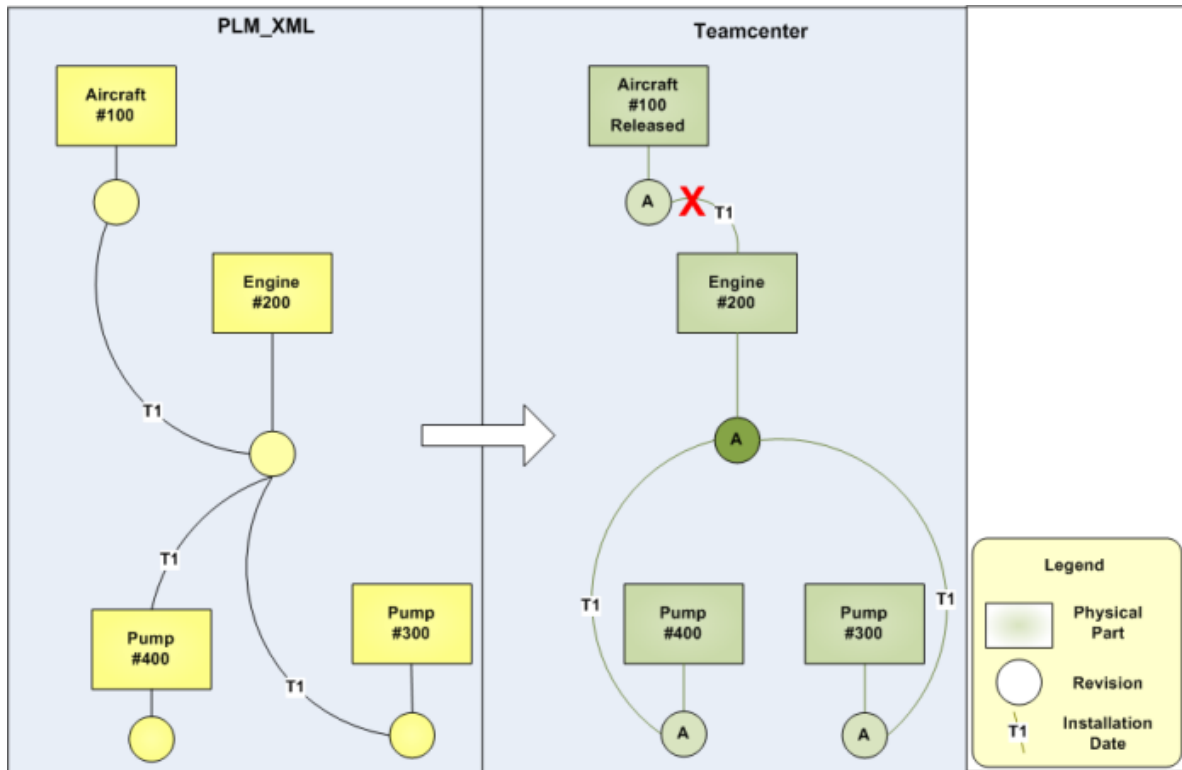 PLM_XML
Aircraft
#100
Engine
#200
T1
T1
Pump
#400
Pump
#300
T1
Teamcenter
Aircraft
#100
Released
A
X
T1
Engine
#200
A
T1
Pump
#400
Pump
#300
T1
A
A
Legend
Physical
Part
Revision
T1
Installation
Date